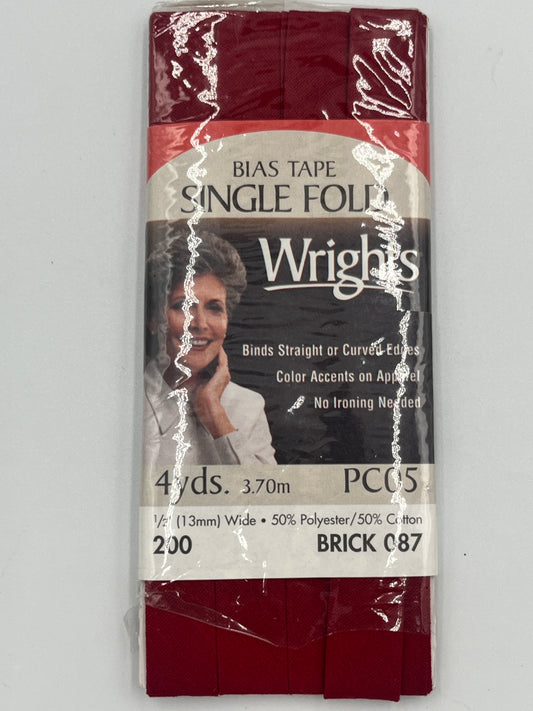 BIAS TAPE
SINGLE FOLD
Wrights
Binds Straight or Curved Edges
Color Accents on Apparel
No Ironing Needed
4yds. 3.70m PC05
1/2" (13mm) Wide • 50% Polyester/50% Cotton
200 BRICK 087